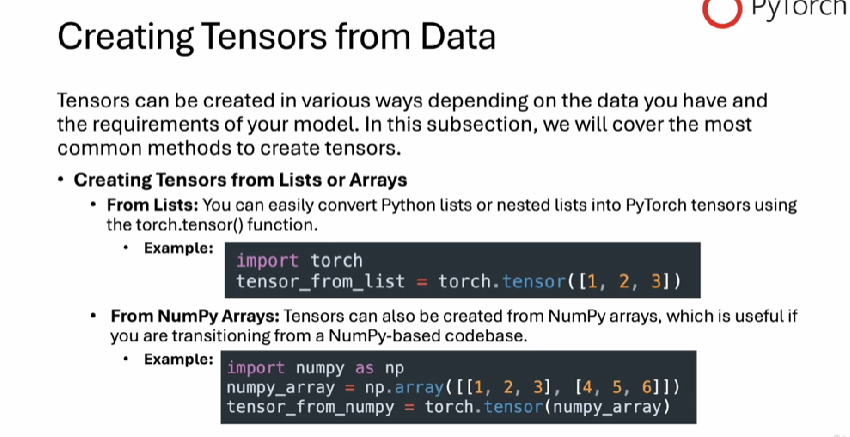 PyTorch
Creating Tensors from Data
Tensors can be created in various ways depending on the data you have and
the requirements of your model. In this subsection, we will cover the most
common methods to create tensors.
• Creating Tensors from Lists or Arrays
• From Lists: You can easily convert Python lists or nested lists into PyTorch tensors using
the torch.tensor() function.
• Example:
import torch
tensor_from_list = torch.tensor([1, 2, 3])
• From NumPy Arrays: Tensors can also be created from NumPy arrays, which is useful if
you are transitioning from a NumPy-based codebase.
• Example:
import numpy as np
numpy_array = np.array([[1, 2, 3], [4, 5, 6]])
tensor_from_numpy = torch.tensor(numpy_array)